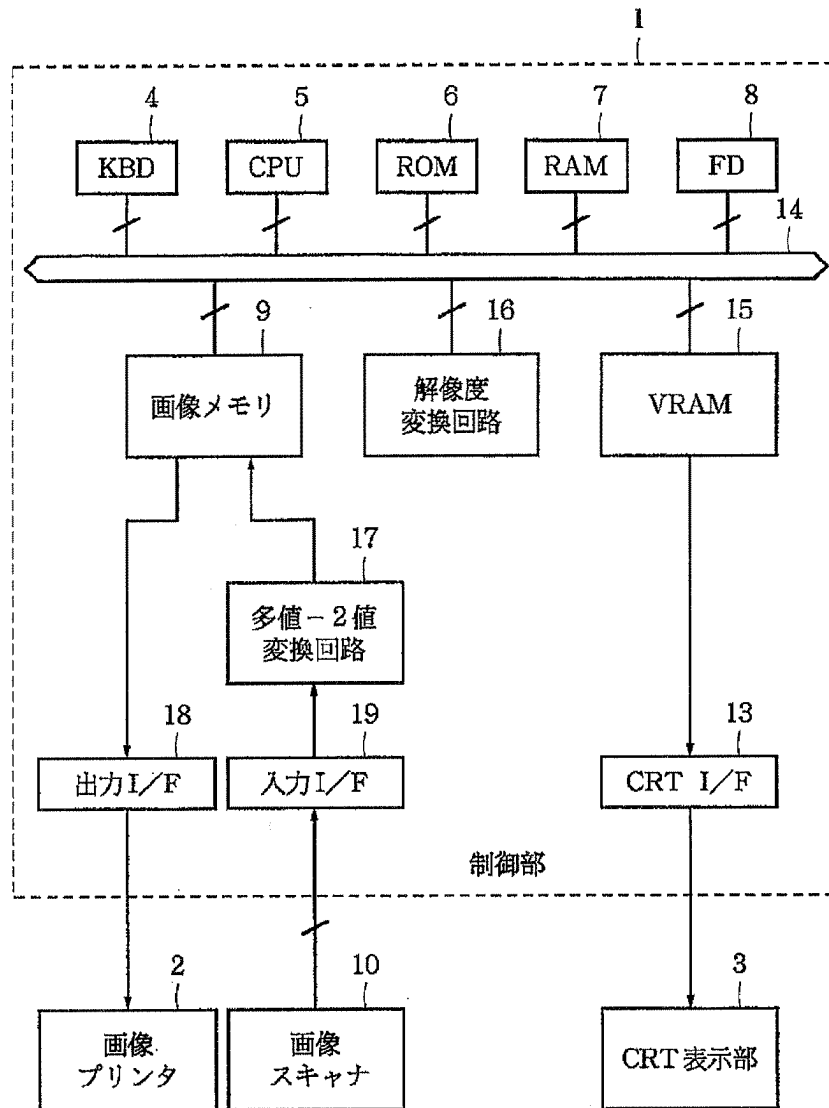 1
4
5
6
7
8
KBD
CPU
ROM
RAM
FD
14
9
16
15
画像メモリ
解像度
変換回路
VRAM
17
多値－2値
変換回路
18
19
13
出力I／F
入力I／F
CRT I／F
制御部
2
10
3
画像
プリンタ
画像
スキャナ
CRT表示部